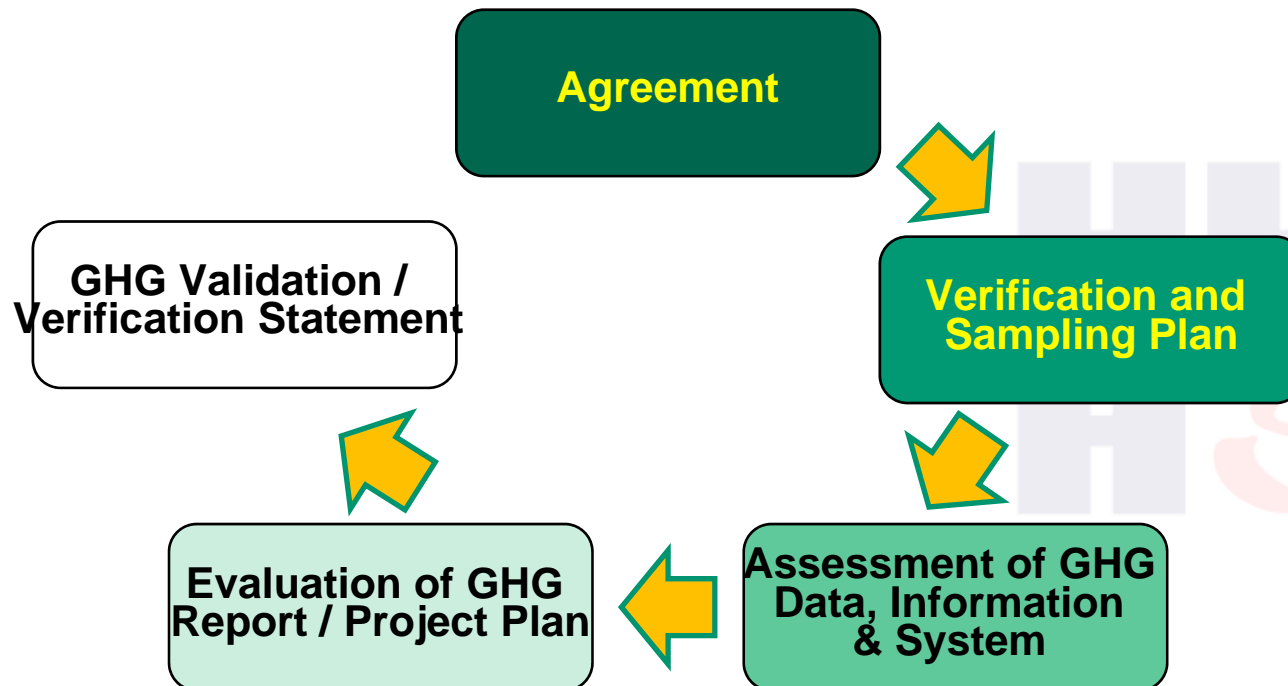 Agreement
Verification and
Sampling Plan
Assessment of GHG
Data, Information
& System
Evaluation of GHG
Report / Project Plan
GHG Validation /
Verification Statement